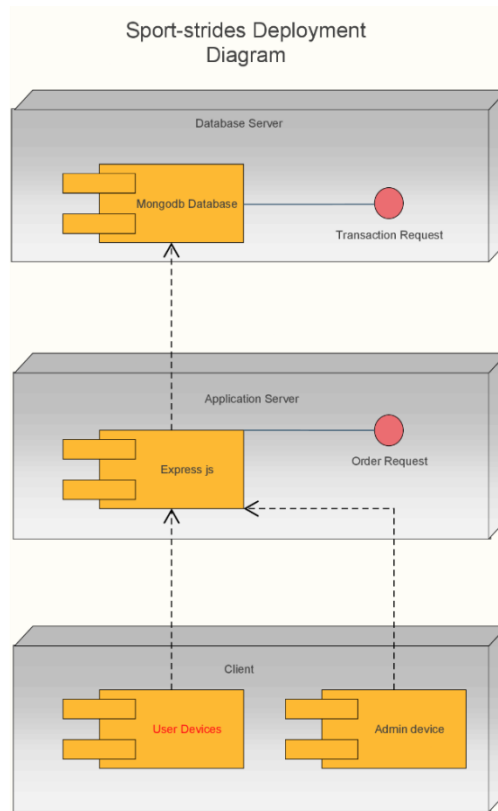 Sport-strides Deployment
Diagram
Database Server
Mongodb Database
Transaction Request
Application Server
Express js
Order Request
Client
User Devices
Admin device